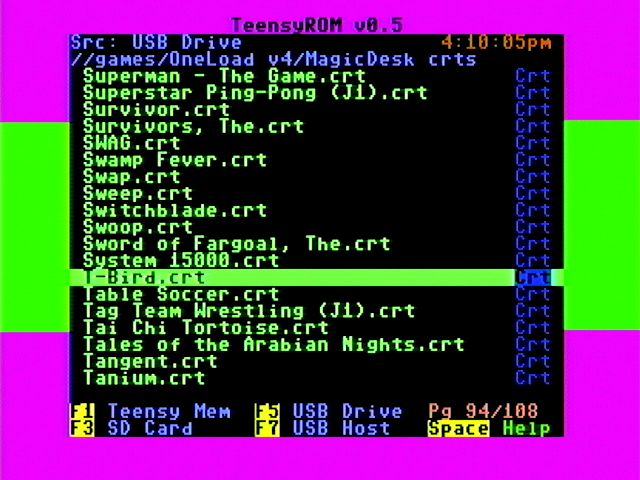 TeensyROM v0.5
Src: USB Drive 4:10:05pm
//games/OneLoad v4/MagicDesk crts
Superman - The Game.crt Crt
Superstar Ping-Pong (J1).crt Crt
Survivor.crt Crt
Survivors, The.crt Crt
SWAG.crt Crt
Swamp Fever.crt Crt
Swap.crt Crt
Sweep.crt Crt
Switchblade.crt Crt
Swoop.crt Crt
Sword of Fargoal, The.crt Crt
System 15000.crt Crt
T-Bird.crt Crt
Table Soccer.crt Crt
Tag Team Wrestling (J1).crt Crt
Tai Chi Tortoise.crt Crt
Tales of the Arabian Nights.crt Crt
Tangent.crt Crt
Tanium.crt Crt
F1 Teensy Mem F5 USB Drive Pg 94/108
F3 SD Card F7 USB Host Space Help